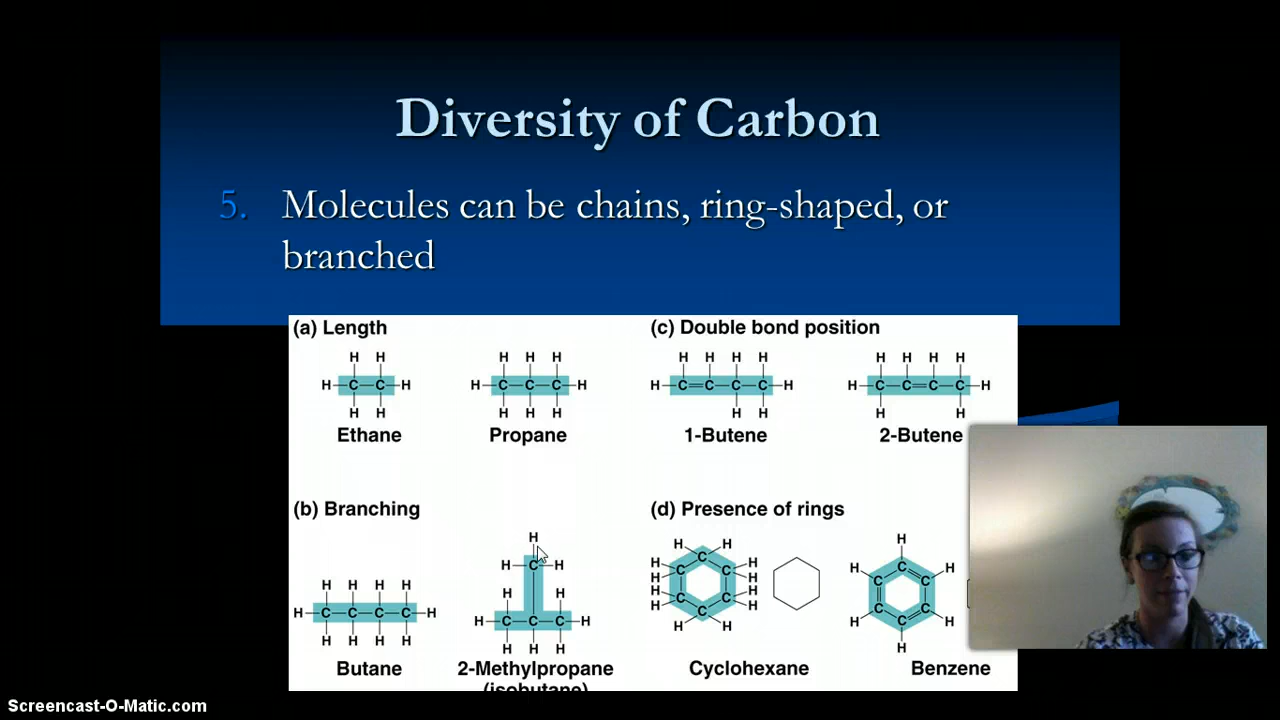 Diversity of Carbon
5. Molecules can be chains, ring-shaped, or
branched
(a) Length
(c) Double bond position
H H
H C C H
H H
Ethane
H H H
H C C C H
H H H
Propane
H H H H
H C C C C H
H H
1-Butene
H H H H
H C C C C H
H H
2-Butene
(b) Branching
(d) Presence of rings
H H H H
H C C C C H
H H H H
Butane
H
H C H
H H
H C C C H
H H H
2-Methylpropane
(isobutane)
H H
C
H C C H
H H
H H
H C C H
C
H H
Cyclohexane
H
H C H
C C
C C
H C H
H
Benzene
Screencast-O-Matic.com